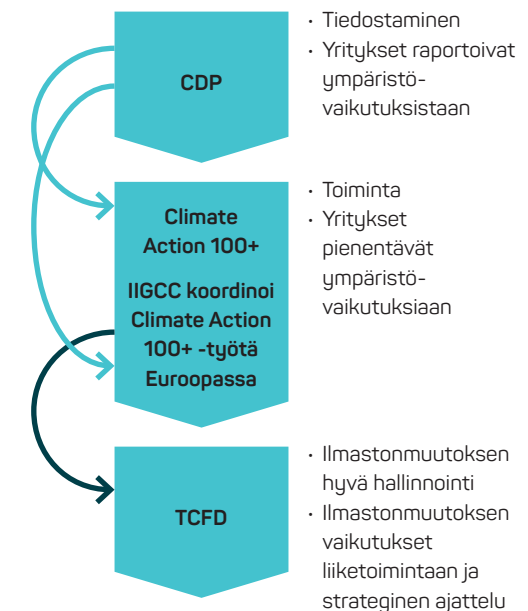 CDP
· Tiedostaminen
· Yritykset raportoivat
ympäristö-
vaikutuksistaan
Climate
Action 100+
IIGCC koordinoi
Climate Action
100+ -työtä
Euroopassa
· Toiminta
· Yritykset
pienentävät
ympäristö-
vaikutuksiaan
TCFD
· Ilmastonmuutoksen
hyvä hallinnointi
· Ilmastonmuutoksen
vaikutukset
liiketoimintaan ja
strateginen ajattelu